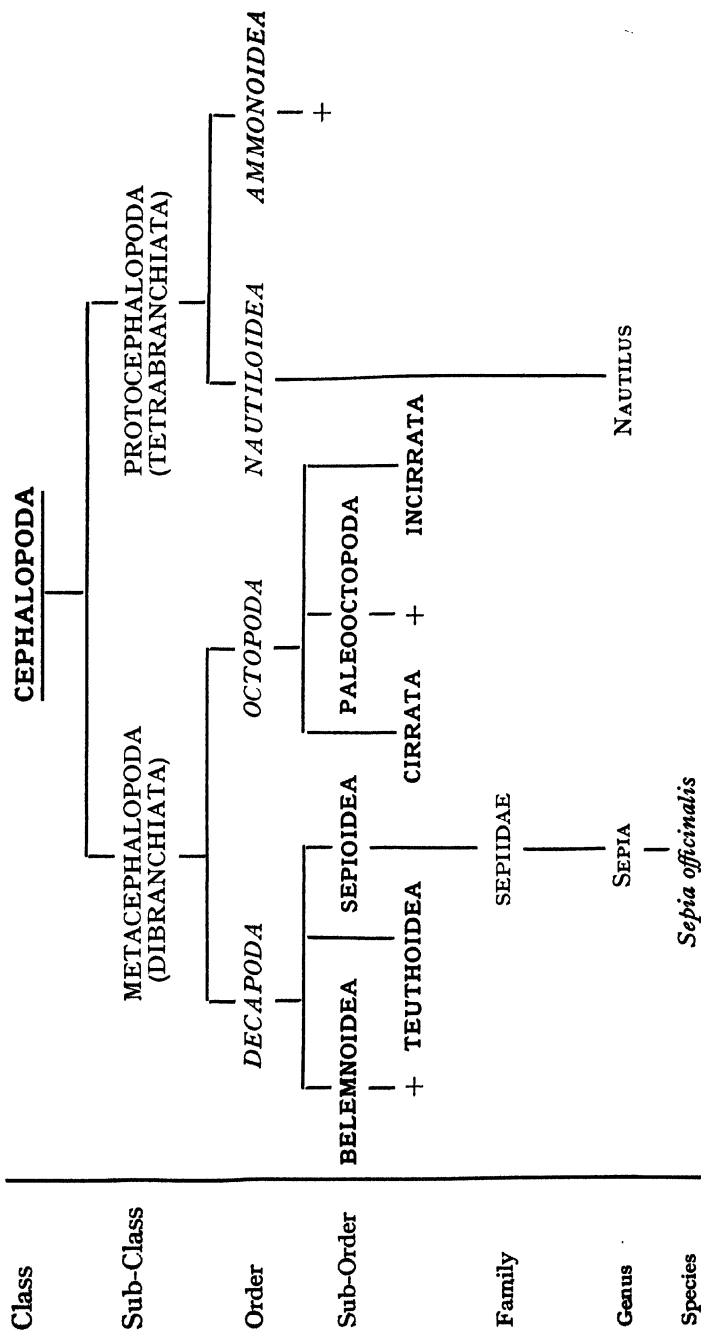 Class
CEPHALOPODA
Sub-Class
METACEPHALOPODA
(DIBRANCHIATA)
PROTOCEPHALOPODA
(TETRABRANCHIATA)
Order
DECAPODA
OCTOPODA
NAUTILOIDEA
AMMONOIDEA
+
Sub-Order
BELEMNOIDEA
SEPIOIDEA
PALEOOCTOPODA
+
TEUTHOIDEA
CIRRATA
+
INCIRRATA
Family
SEPIIDAE
Genus
SEPIA
NAUTILUS
Species
Sepia officinalis